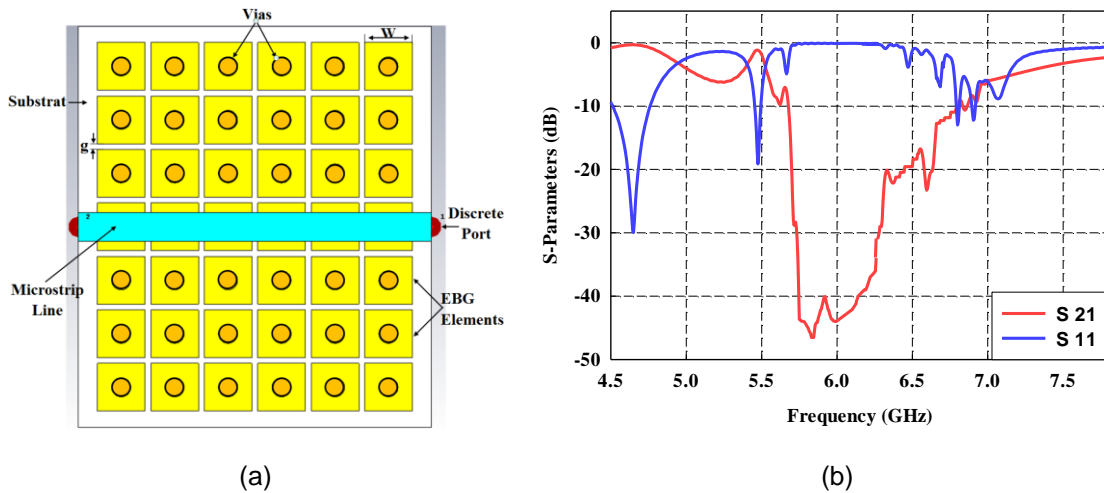 Vias
W
Substrat
g
2
1
Discrete
Port
Microstrip
Line
EBG
Elements
(a)
S-Parameters (dB)
0
-10
-20
-30
-40
-50
4.5 5.0 5.5 6.0 6.5 7.0 7.5
Frequency (GHz)
S 21
S 11
(b)